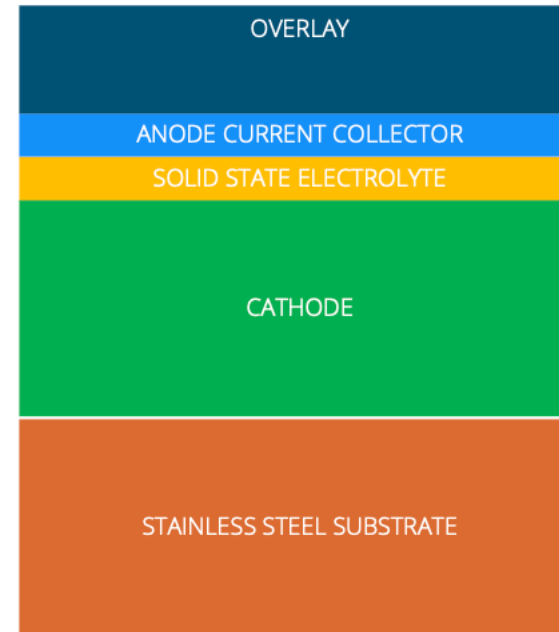 OVERLAY
ANODE CURRENT COLLECTOR
SOLID STATE ELECTROLYTE
CATHODE
STAINLESS STEEL SUBSTRATE